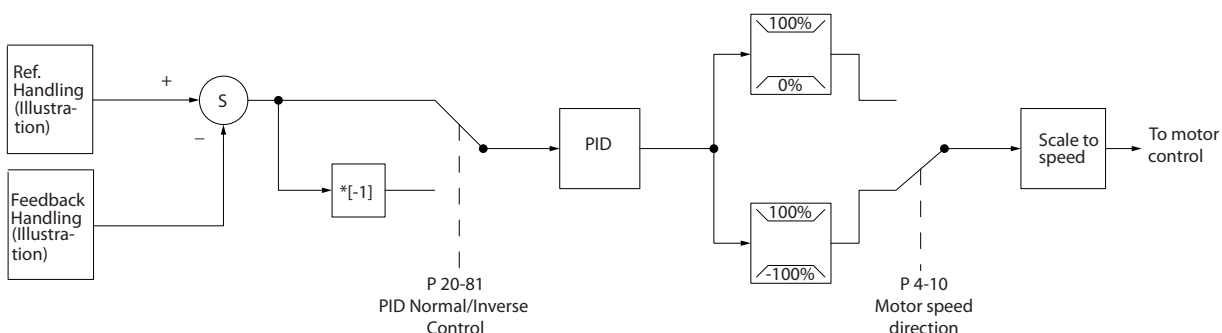 Ref.
Handling
(Illustra-
tion)
+
S
−
Feedback
Handling
(Illustra-
tion)
*[-1]
P 20-81
PID Normal/Inverse
Control
PID
100%
0%
100%
-100%
P 4-10
Motor speed
direction
Scale to
speed
To motor
control